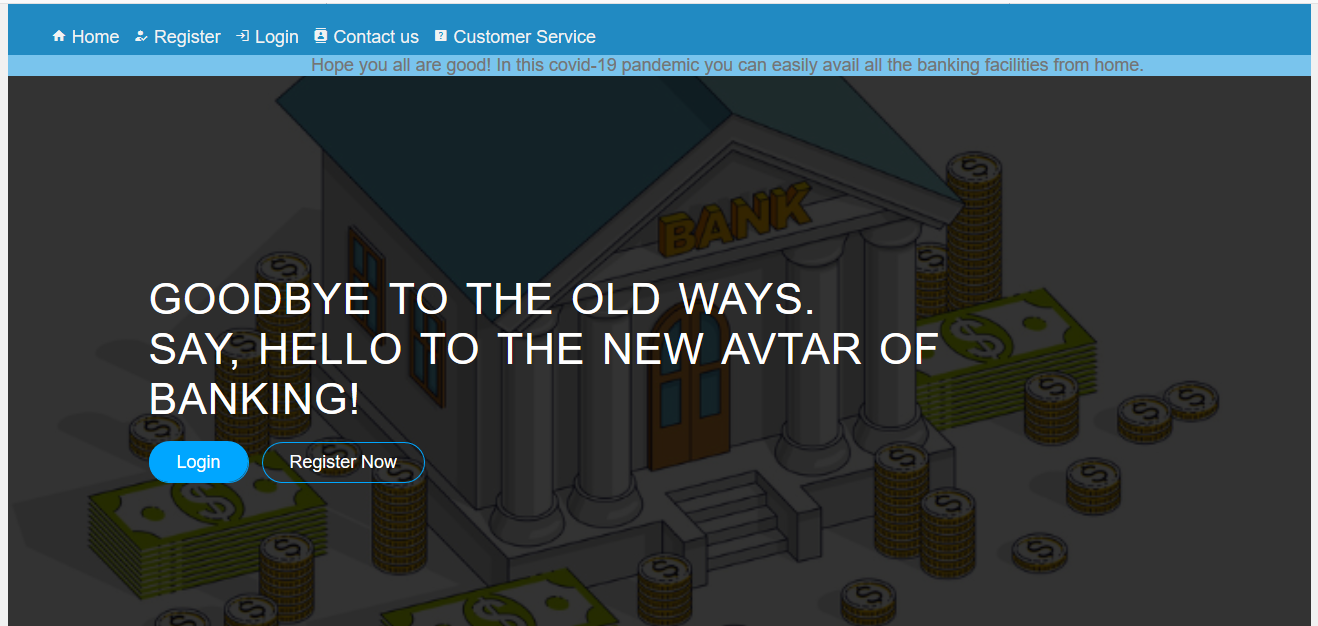 Home Register Login Contact us Customer Service
Hope you all are good! In this covid-19 pandemic you can easily avail all the banking facilities from home.
BANK
GOODBYE TO THE OLD WAYS.
SAY, HELLO TO THE NEW AVTAR OF
BANKING!
Login Register Now